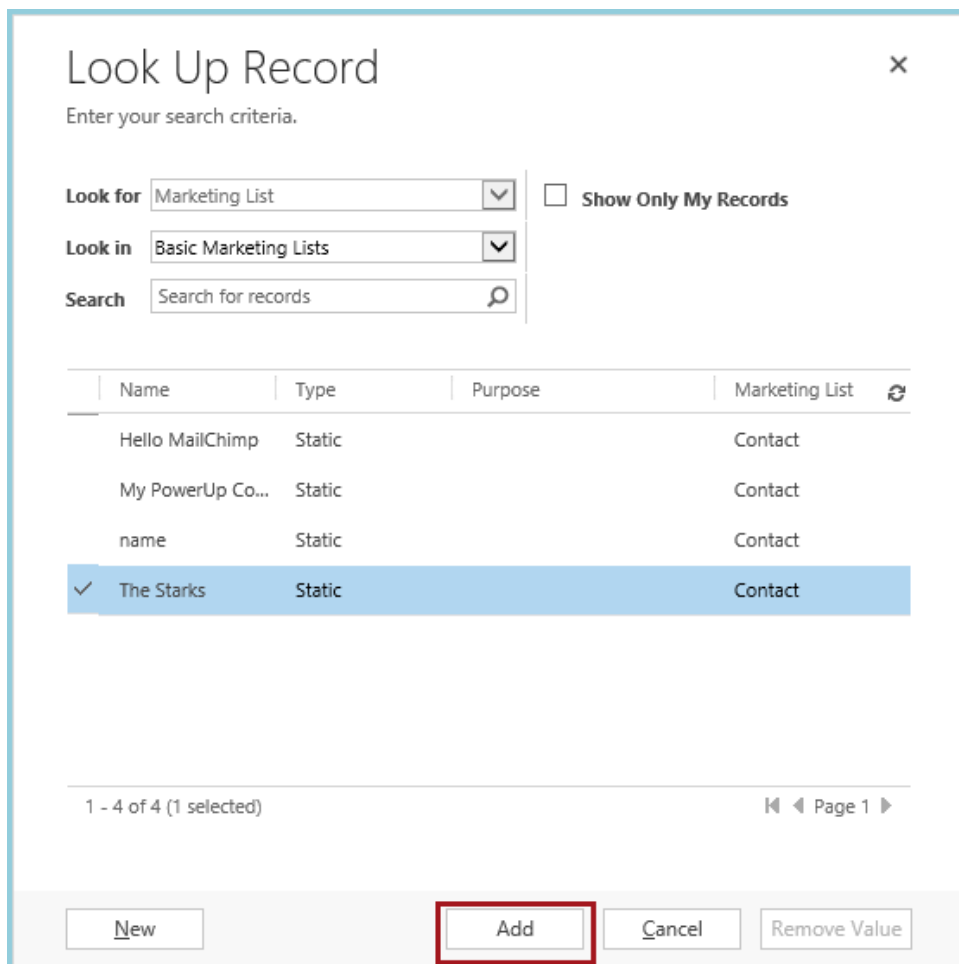 Look Up Record
Enter your search criteria.
Look for Marketing List Show Only My Records
Look in Basic Marketing Lists
Search Search for records
Name Type Purpose Marketing List
Hello MailChimp Static Contact
My PowerUp Co... Static Contact
name Static Contact
The Starks Static Contact
1 - 4 of 4 (1 selected) Page 1
New Add Cancel Remove Value